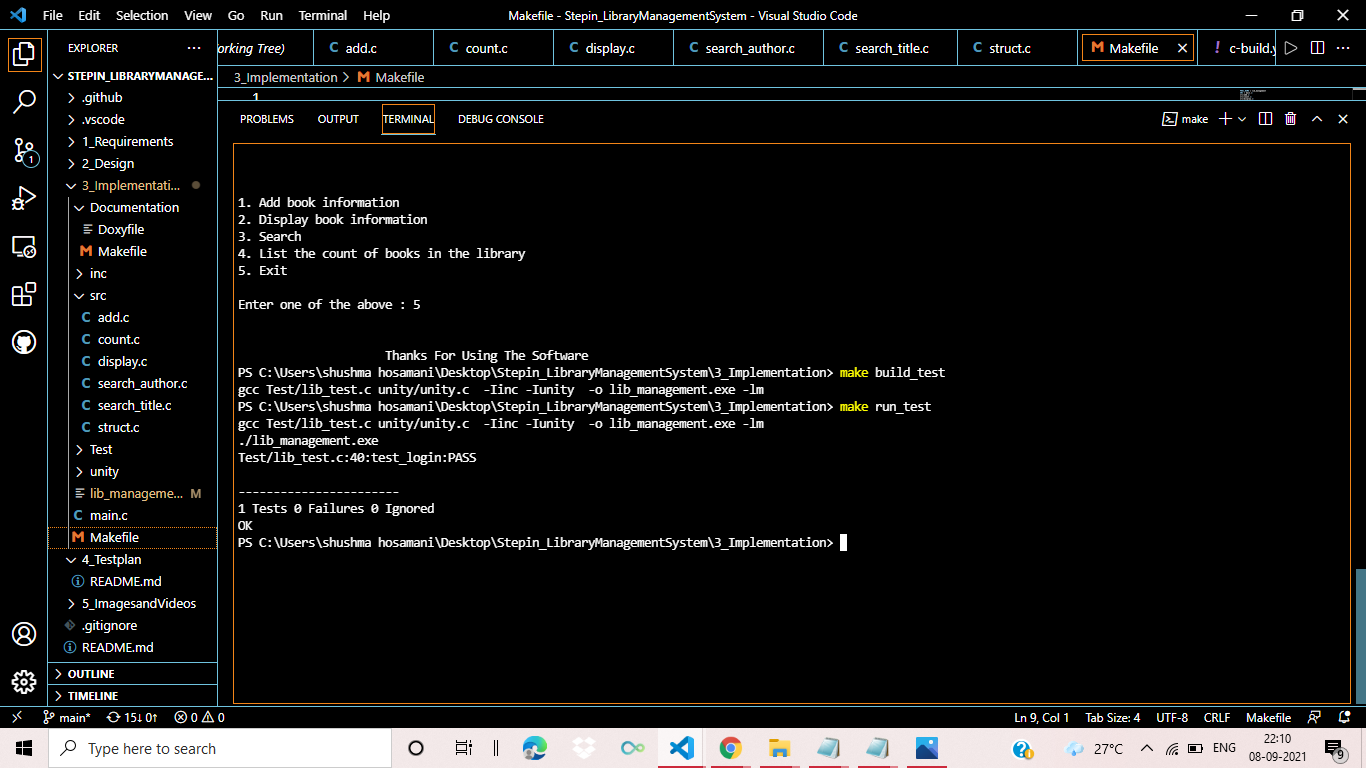 File Edit Selection View Go Run Terminal Help
Makefile - Stepin_LibraryManagementSystem - Visual Studio Code
EXPLORER
orking Tree) add.c count.c display.c search_author.c search_title.c struct.c Makefile c-build.y
STEPIN_LIBRARYMANAGE...
3_Implementation > Makefile
1
.github
.vscode
1_Requirements
2_Design
3_Implementati...
Documentation
Doxyfile
Makefile
inc
src
add.c
count.c
display.c
search_author.c
search_title.c
struct.c
Test
unity
lib_manageme... M
main.c
Makefile
4_Testplan
README.md
5_ImagesandVideos
.gitignore
README.md
OUTLINE
TIMELINE
1
PROBLEMS OUTPUT TERMINAL DEBUG CONSOLE
make
1. Add book information
2. Display book information
3. Search
4. List the count of books in the library
5. Exit
Enter one of the above : 5
Thanks For Using The Software
PS C:\Users\shushma hosamani\Desktop\Stepin_LibraryManagementSystem\3_Implementation> make build_test
gcc Test/lib_test.c unity/unity.c -Iinc -Iunity -o lib_management.exe -lm
PS C:\Users\shushma hosamani\Desktop\Stepin_LibraryManagementSystem\3_Implementation> make run_test
gcc Test/lib_test.c unity/unity.c -Iinc -Iunity -o lib_management.exe -lm
./lib_management.exe
Test/lib_test.c:40:test_login:PASS
-----------------------
1 Tests 0 Failures 0 Ignored
OK
PS C:\Users\shushma hosamani\Desktop\Stepin_LibraryManagementSystem\3_Implementation>
main* 15↓ 0↑ 0 0
Ln 9, Col 1 Tab Size: 4 UTF-8 CRLF Makefile
Type here to search
27°C ENG
22:10
08-09-2021
9